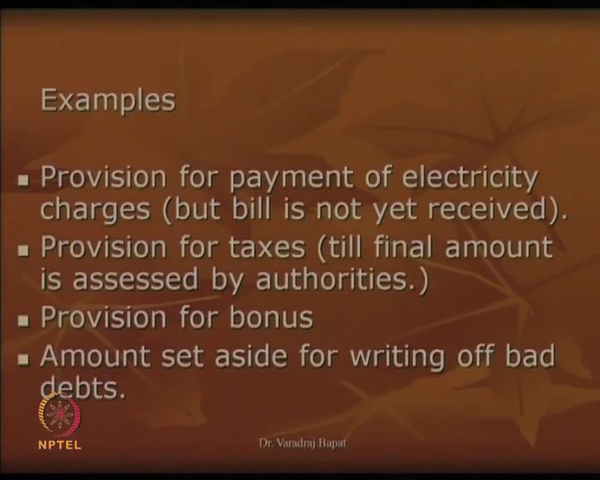 Examples
Provision for payment of electricity
charges (but bill is not yet received).
Provision for taxes (till final amount
is assessed by authorities.)
Provision for bonus
Amount set aside for writing off bad
debts.
NPTEL
Dr. Varadraj Bapat